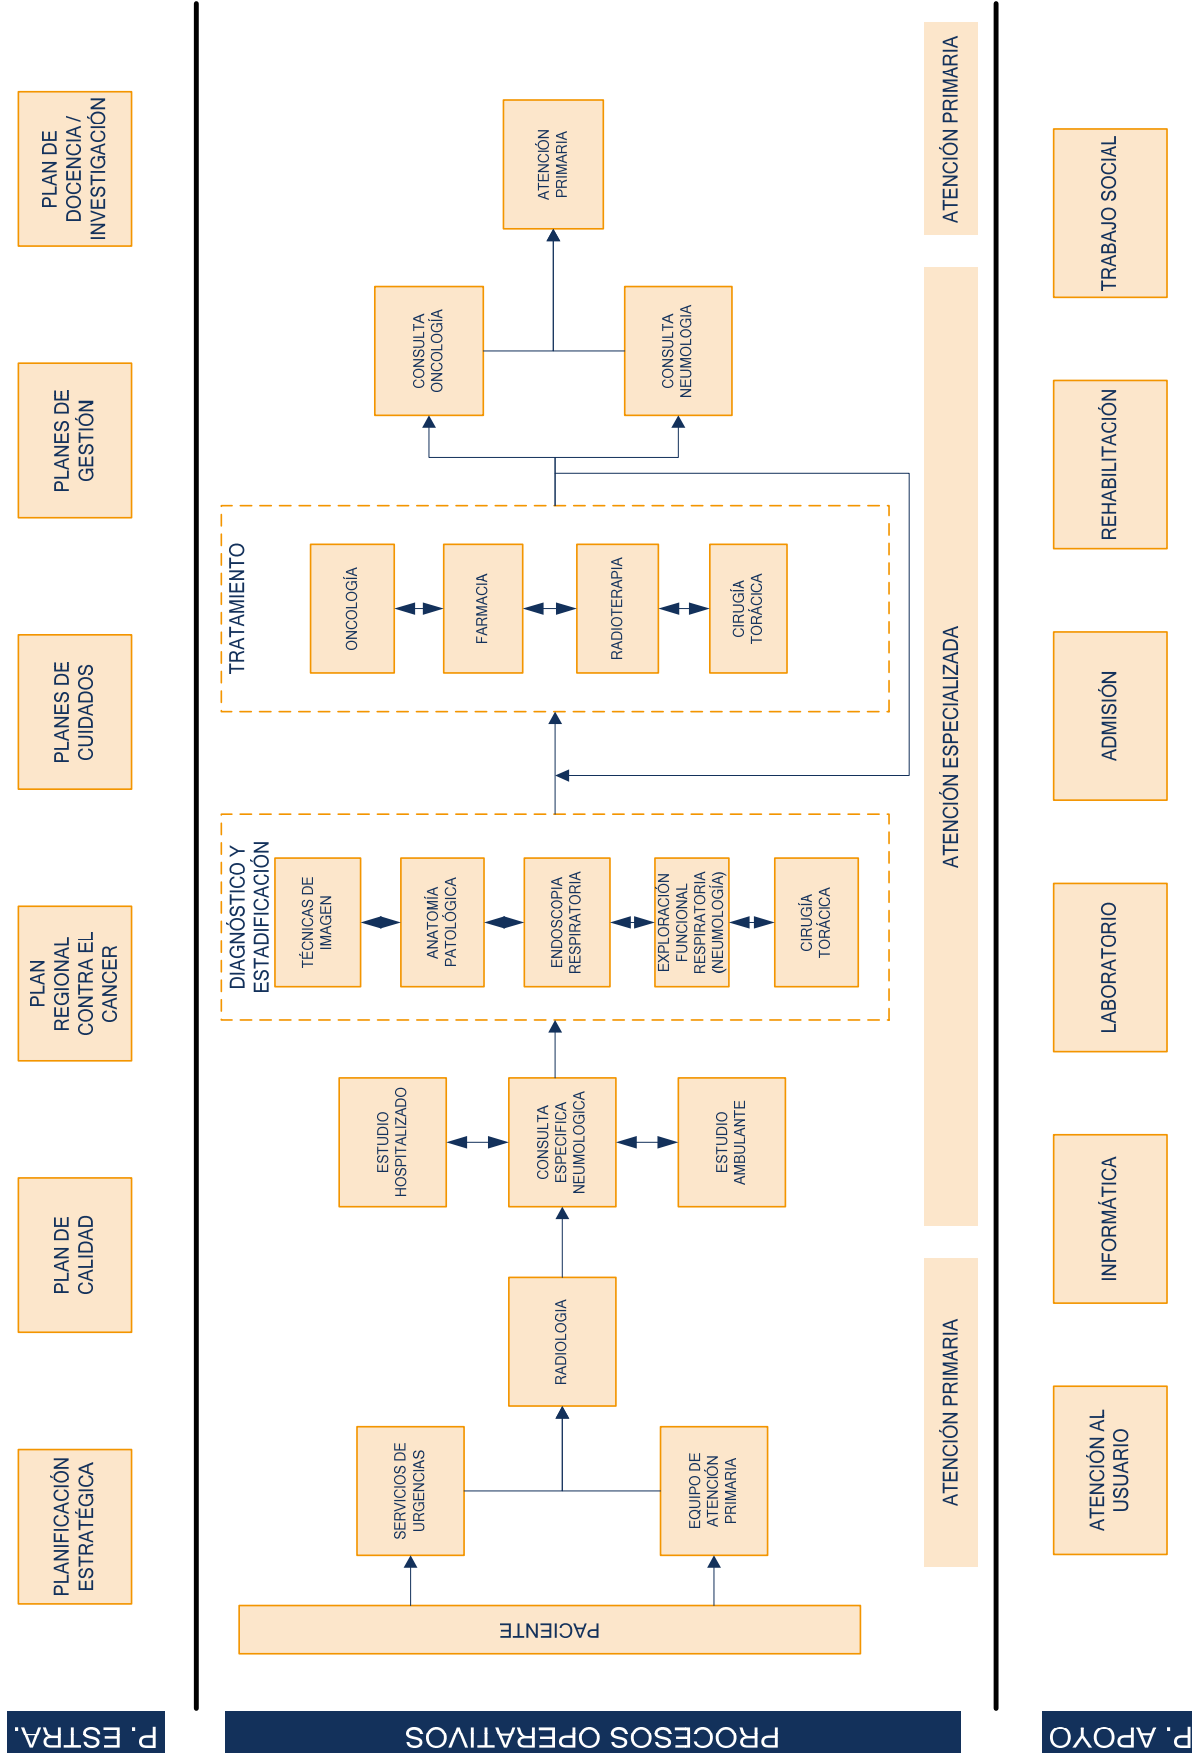 P. ESTRA.
PLANIFICACIÓN
ESTRATÉGICA
PLAN DE
CALIDAD
PLAN
REGIONAL
CONTRA EL
CANCER
PLANES DE
CUIDADOS
PLANES DE
GESTIÓN
PLAN DE
DOCENCIA /
INVESTIGACIÓN
PROCESOS OPERATIVOS
PACIENTE
SERVICIOS DE
URGENCIAS
EQUIPO DE
ATENCIÓN
PRIMARIA
RADIOLOGIA
ESTUDIO
HOSPITALIZADO
CONSULTA
ESPECIFICA
NEUMOLOGICA
ESTUDIO
AMBULANTE
DIAGNÓSTICO Y
ESTADIFICACIÓN
TÉCNICAS DE
IMAGEN
ANATOMÍA
PATOLÓGICA
ENDOSCOPIA
RESPIRATORIA
EXPLORACIÓN
FUNCIONAL
RESPIRATORIA
(NEUMOLOGÍA)
CIRUGÍA
TORÁCICA
TRATAMIENTO
ONCOLOGÍA
FARMACIA
RADIOTERAPIA
CIRUGÍA
TORÁCICA
CONSULTA
ONCOLOGÍA
CONSULTA
NEUMOLOGIA
ATENCIÓN
PRIMARIA
ATENCIÓN PRIMARIA
ATENCIÓN ESPECIALIZADA
ATENCIÓN PRIMARIA
P. APOYO
ATENCIÓN AL
USUARIO
INFORMÁTICA
LABORATORIO
ADMISIÓN
REHABILITACIÓN
TRABAJO SOCIAL